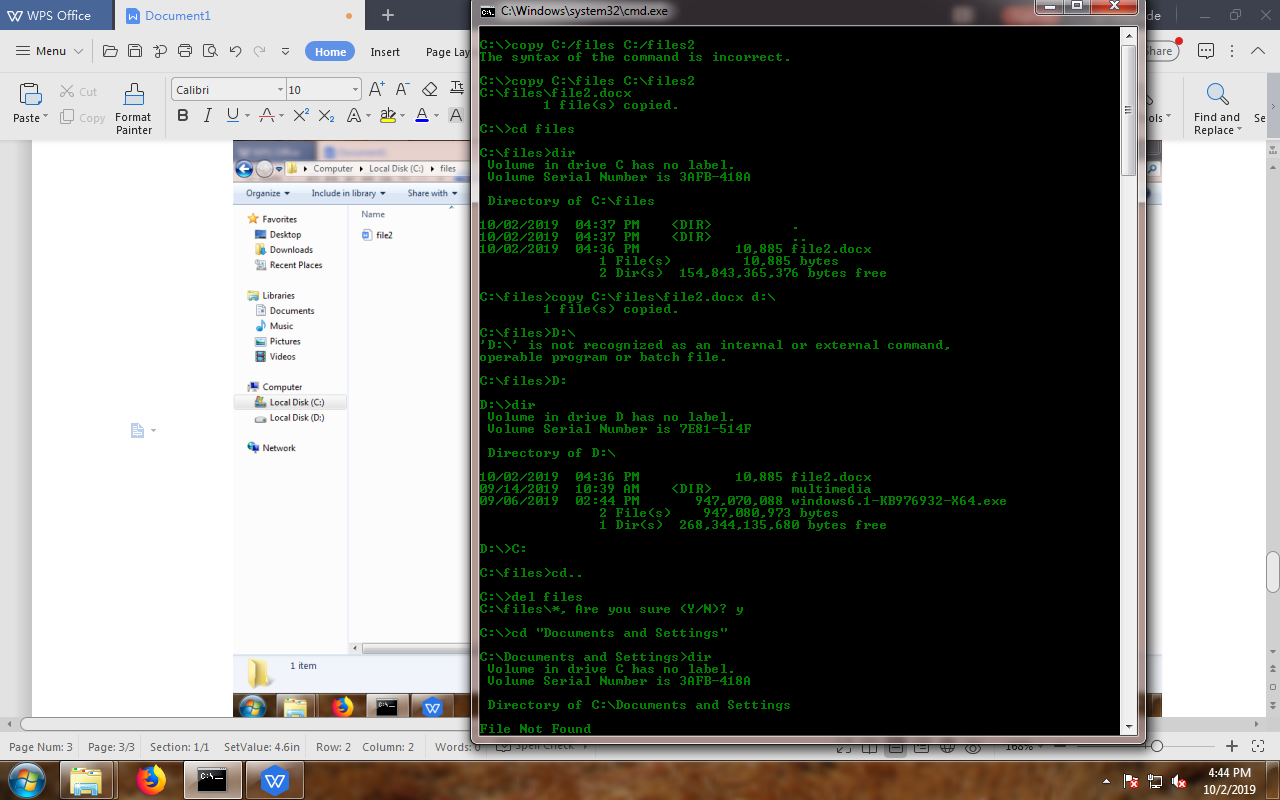 WPS Office
Document1
C:\Windows\system32\cmd.exe
Menu
Home
Insert
Page Lay
Share
Paste
Cut
Copy
Format
Painter
Calibri
10
Find and
Replace
C:\>copy C:/files C:/files2
The syntax of the command is incorrect.
C:\>copy C:\files C:\files2
C:\files\file2.docx
1 file(s) copied.
C:\>cd files
C:\files>dir
Volume in drive C has no label.
Volume Serial Number is 3AFB-418A
Directory of C:\files
10/02/2019 04:37 PM <DIR> .
10/02/2019 04:37 PM <DIR> ..
10/02/2019 04:36 PM 10,885 file2.docx
1 File(s) 10,885 bytes
2 Dir(s) 154,843,365,376 bytes free
C:\files>copy C:\files\file2.docx d:\
1 file(s) copied.
C:\files>D:\
'D:\' is not recognized as an internal or external command,
operable program or batch file.
C:\files>D:
D:\>dir
Volume in drive D has no label.
Volume Serial Number is 7E81-514F
Directory of D:\
10/02/2019 04:36 PM 10,885 file2.docx
09/14/2019 10:39 AM <DIR> multimedia
09/06/2019 02:44 PM 947,070,088 windows6.1-KB976932-X64.exe
2 File(s) 947,080,973 bytes
1 Dir(s) 268,344,135,680 bytes free
D:\>C:
C:\files>cd..
C:\>del files
C:\files\*, Are you sure (Y/N)? y
C:\>cd "Documents and Settings"
C:\Documents and Settings>dir
Volume in drive C has no label.
Volume Serial Number is 3AFB-418A
Directory of C:\Documents and Settings
File Not Found
Computer
Local Disk (C:)
files
Organize
Include in library
Share with
Name
file2
Favorites
Desktop
Downloads
Recent Places
Libraries
Documents
Music
Pictures
Videos
Computer
Local Disk (C:)
Local Disk (D:)
Network
1 item
Page Num: 3
Page: 3/3
Section: 1/1
SetValue: 4.6in
Row: 2
Column: 2
Words: 0
Spell Check
168%
4:44 PM
10/2/2019